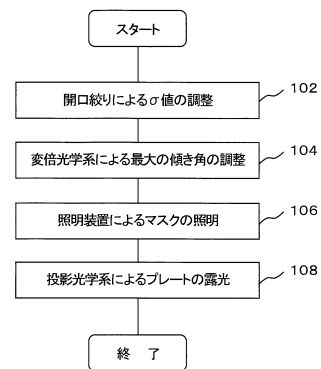 スタート
開口絞りによるσ値の調整
102
変倍光学系による最大の傾き角の調整
104
照明装置によるマスクの照明
106
投影光学系によるプレートの露光
108
終 了